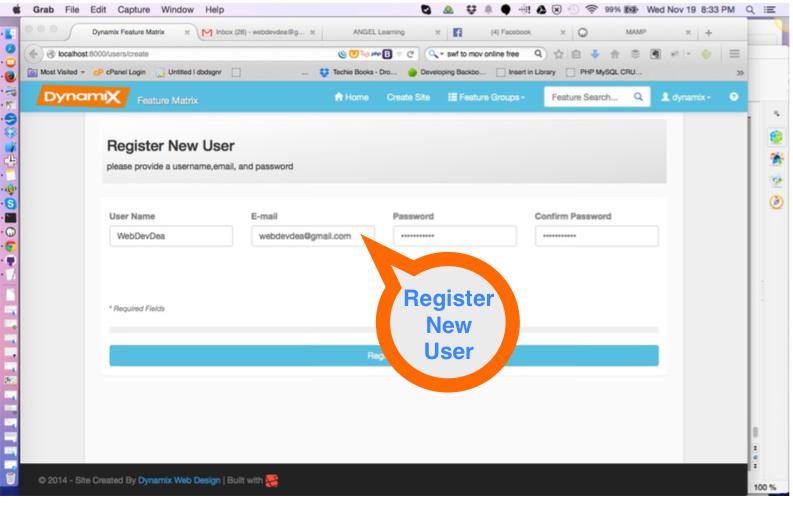 Grab File Edit Capture Window Help 99% Wed Nov 19 8:33 PM
Dynamix Feature Matrix × Inbox (28) - webdevdea@g... × ANGEL Learning × (4) Facebook × MAMP × +
localhost:8000/users/create swf to mov online free
Most Visited cPanel Login Untitled | dodsgnr ... Techie Books - Dro... Developing Backbo... Insert in Library PHP MySQL CRU... »
DynamiX Feature Matrix Home Create Site Feature Groups Feature Search... dynamix
Register New User
please provide a username,email, and password
User Name E-mail Password Confirm Password
WebDevDea webdevdea@gmail.com
Register
New
User
* Required Fields
© 2014 - Site Created By Dynamix Web Design | Built with
100 %